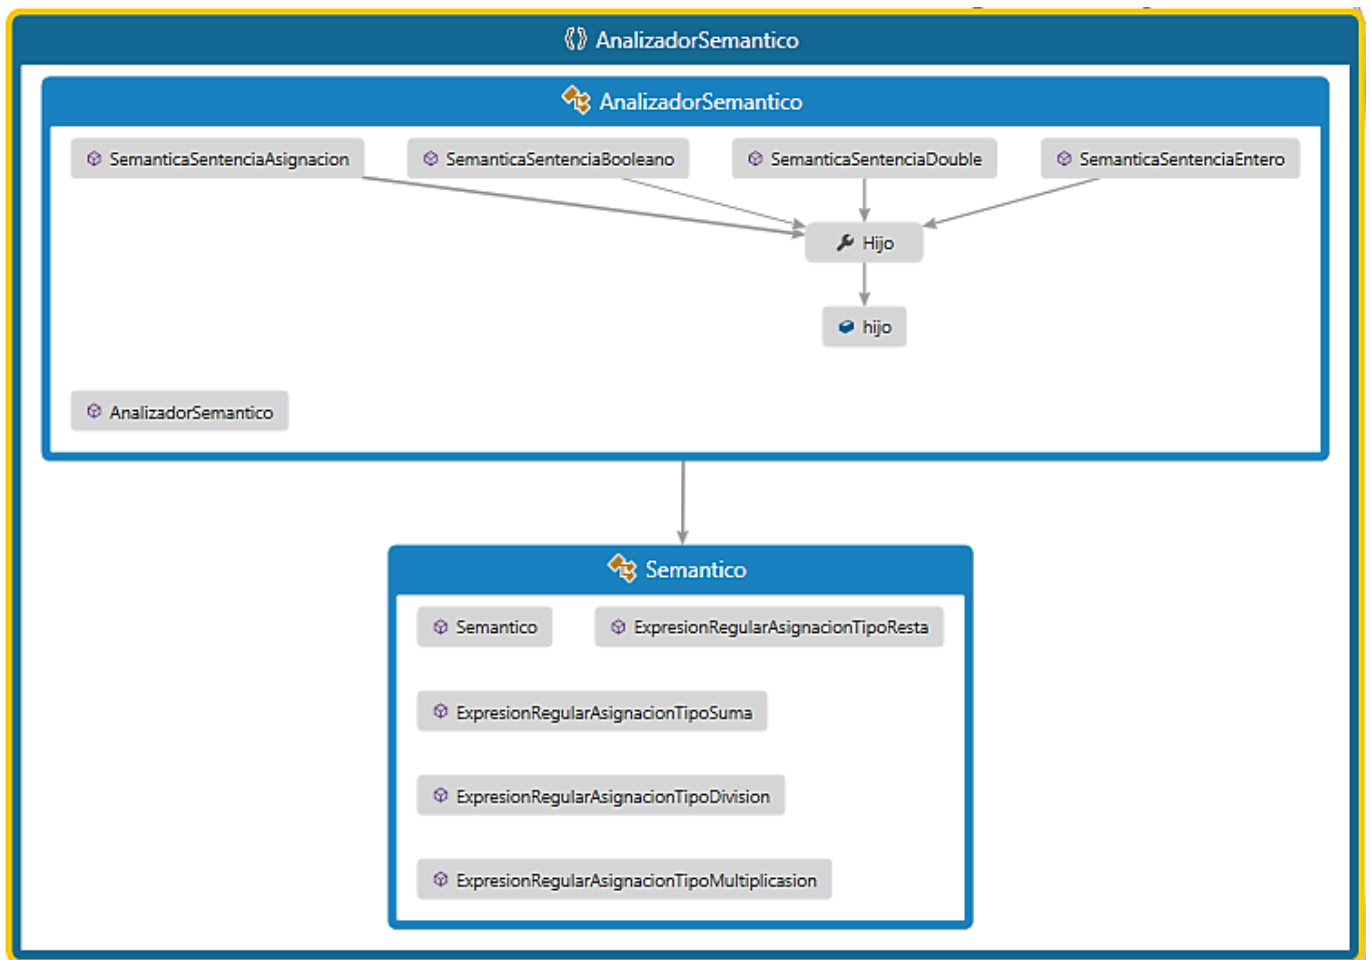 AnalizadorSemantico
AnalizadorSemantico
SemanticaSentenciaAsignacion SemanticaSentenciaBooleano SemanticaSentenciaDouble SemanticaSentenciaEntero
Hijo
hijo
AnalizadorSemantico
Semantico
Semantico ExpresionRegularAsignacionTipoResta
ExpresionRegularAsignacionTipoSuma
ExpresionRegularAsignacionTipoDivision
ExpresionRegularAsignacionTipoMultiplicasion